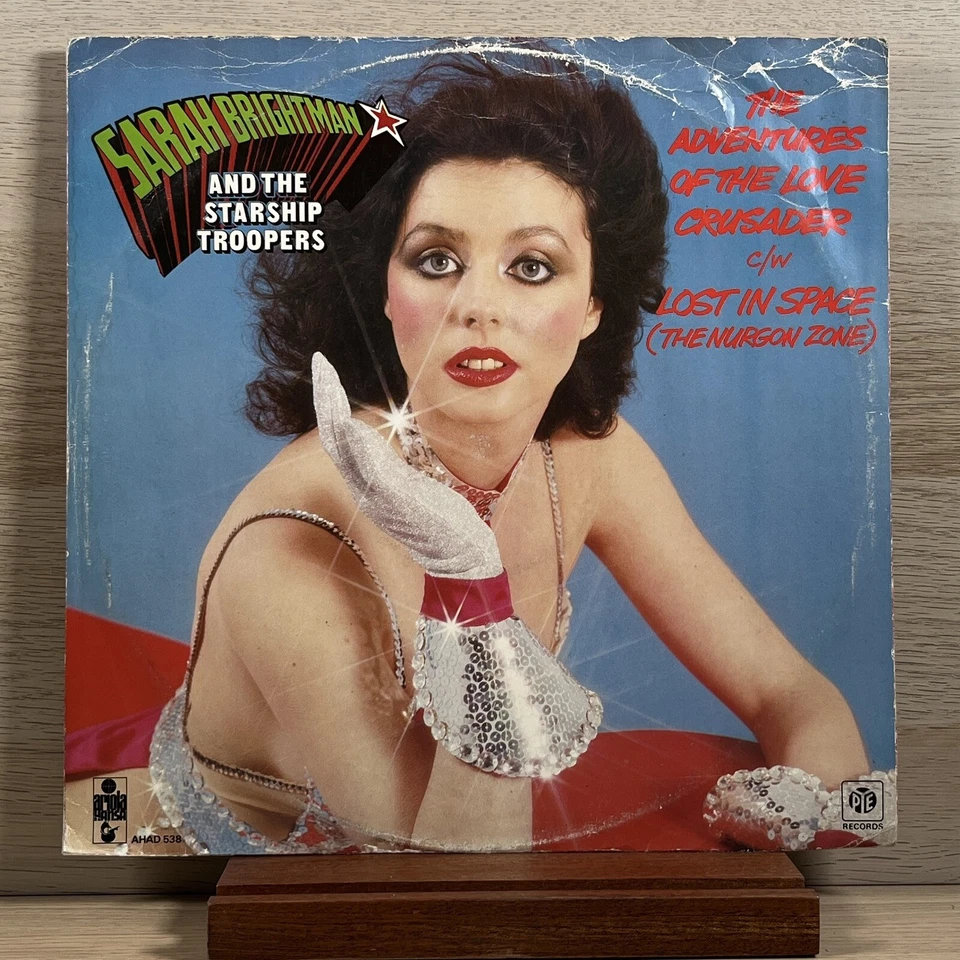 SARAH BRIGHTMAN
AND THE
STARSHIP
TROOPERS
THE
ADVENTURES
OF THE LOVE
CRUSADER
c/w
LOST IN SPACE
(THE NURGON ZONE)
ariola
HANSA
AHAD 538
PYE
RECORDS